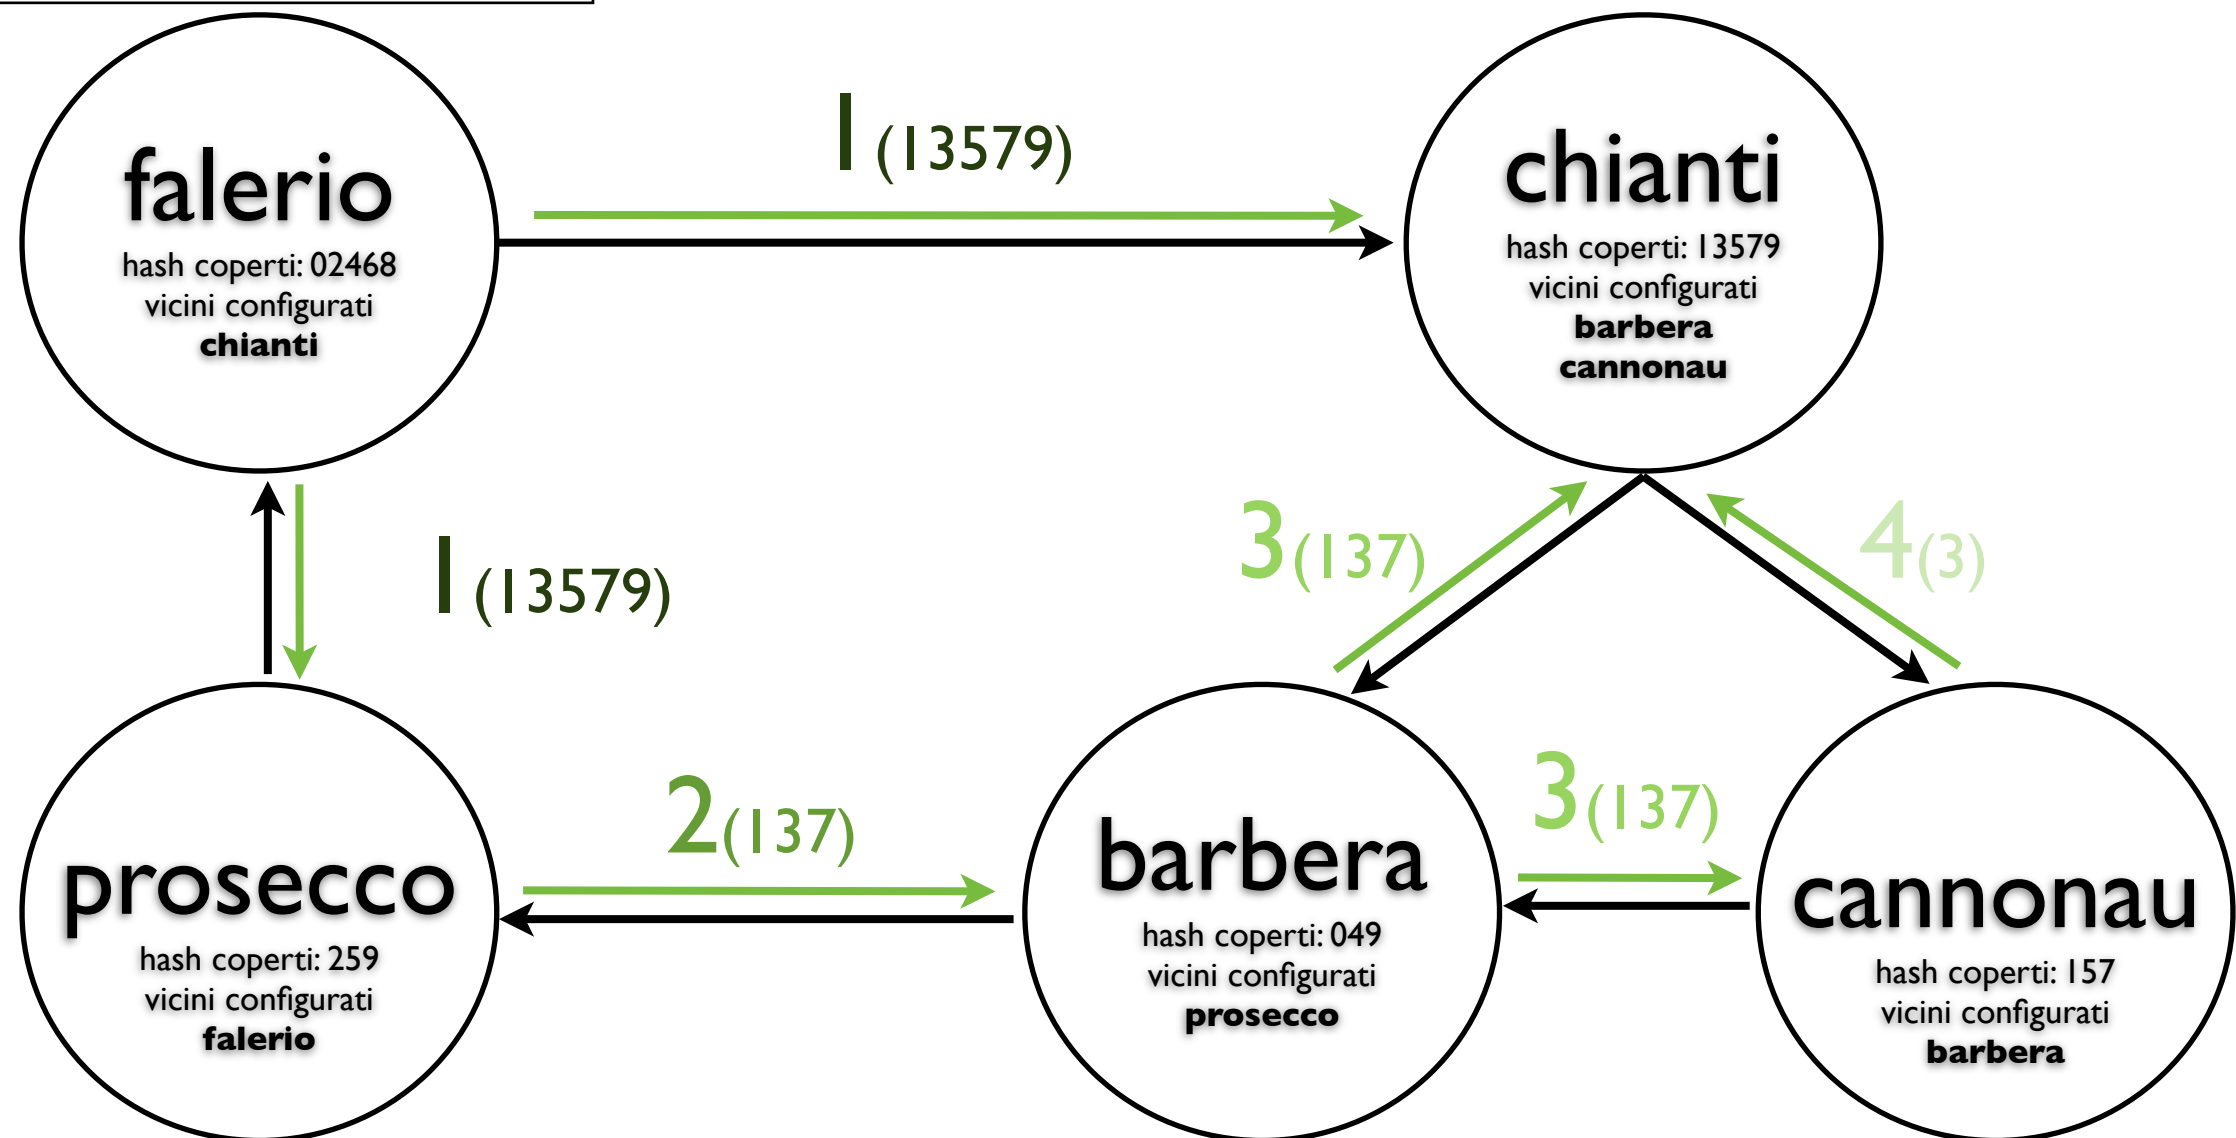 falerio
hash coperti: 02468
vicini configurati
chianti
1 (13579)
chianti
hash coperti: 13579
vicini configurati
barbera
cannonau
1 (13579)
3(137)
4(3)
prosecco
hash coperti: 259
vicini configurati
falerio
2(137)
barbera
hash coperti: 049
vicini configurati
prosecco
3(137)
cannonau
hash coperti: 157
vicini configurati
barbera